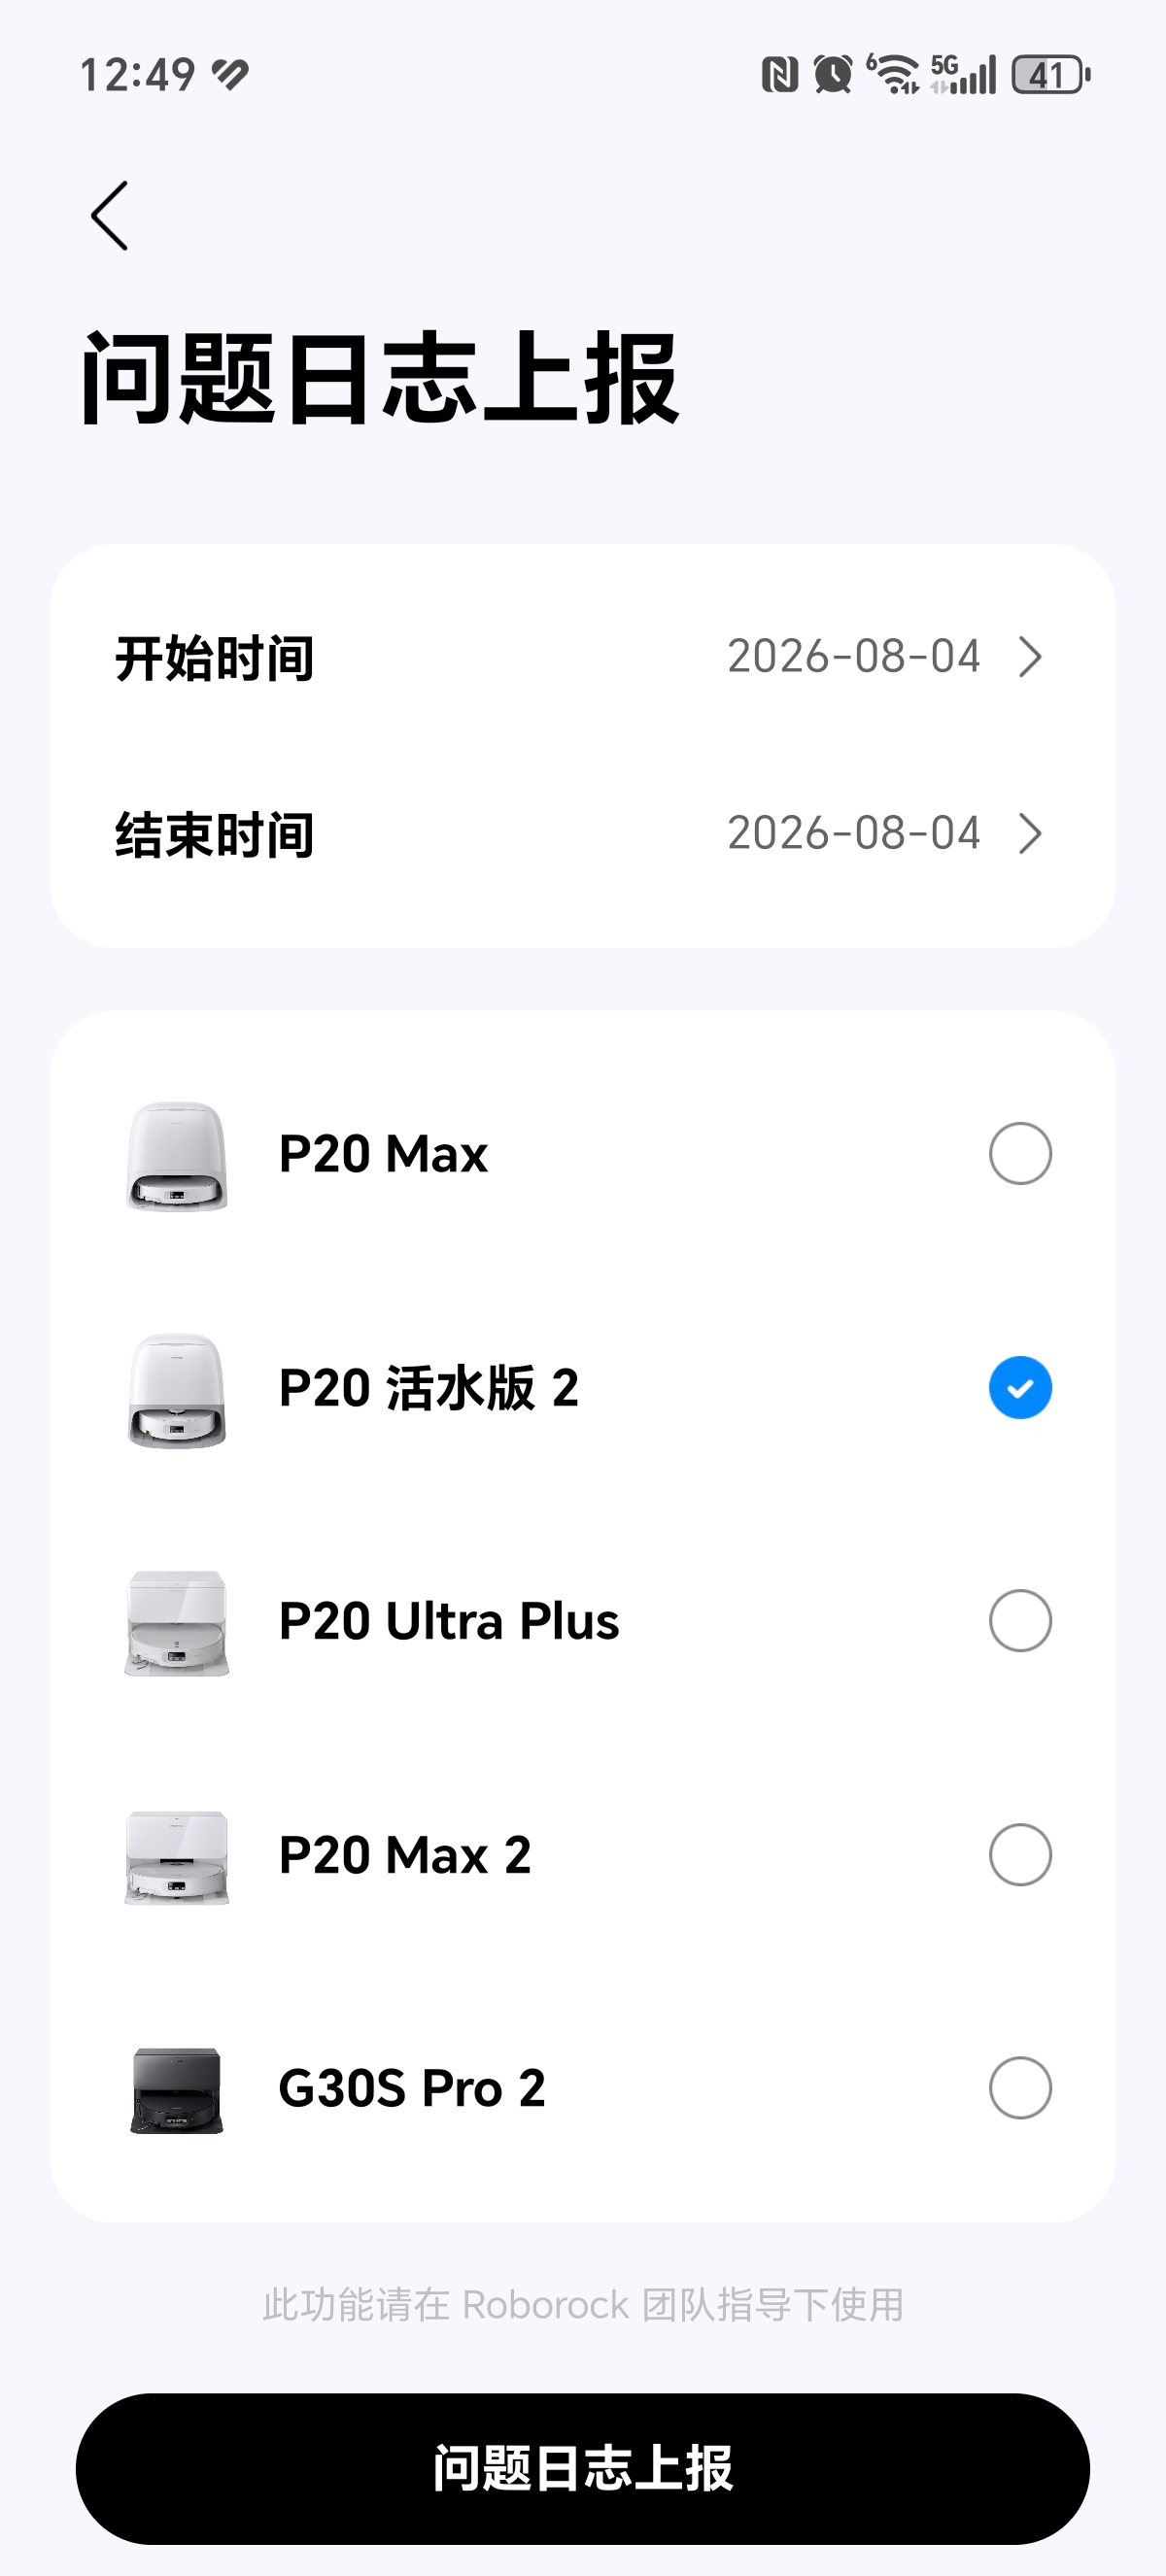 12:49
6 5G 41
问题日志上报
开始时间 2026-08-04
结束时间 2026-08-04
P20 Max
P20 活水版 2
P20 Ultra Plus
P20 Max 2
G30S Pro 2
此功能请在 Roborock 团队指导下使用
问题日志上报